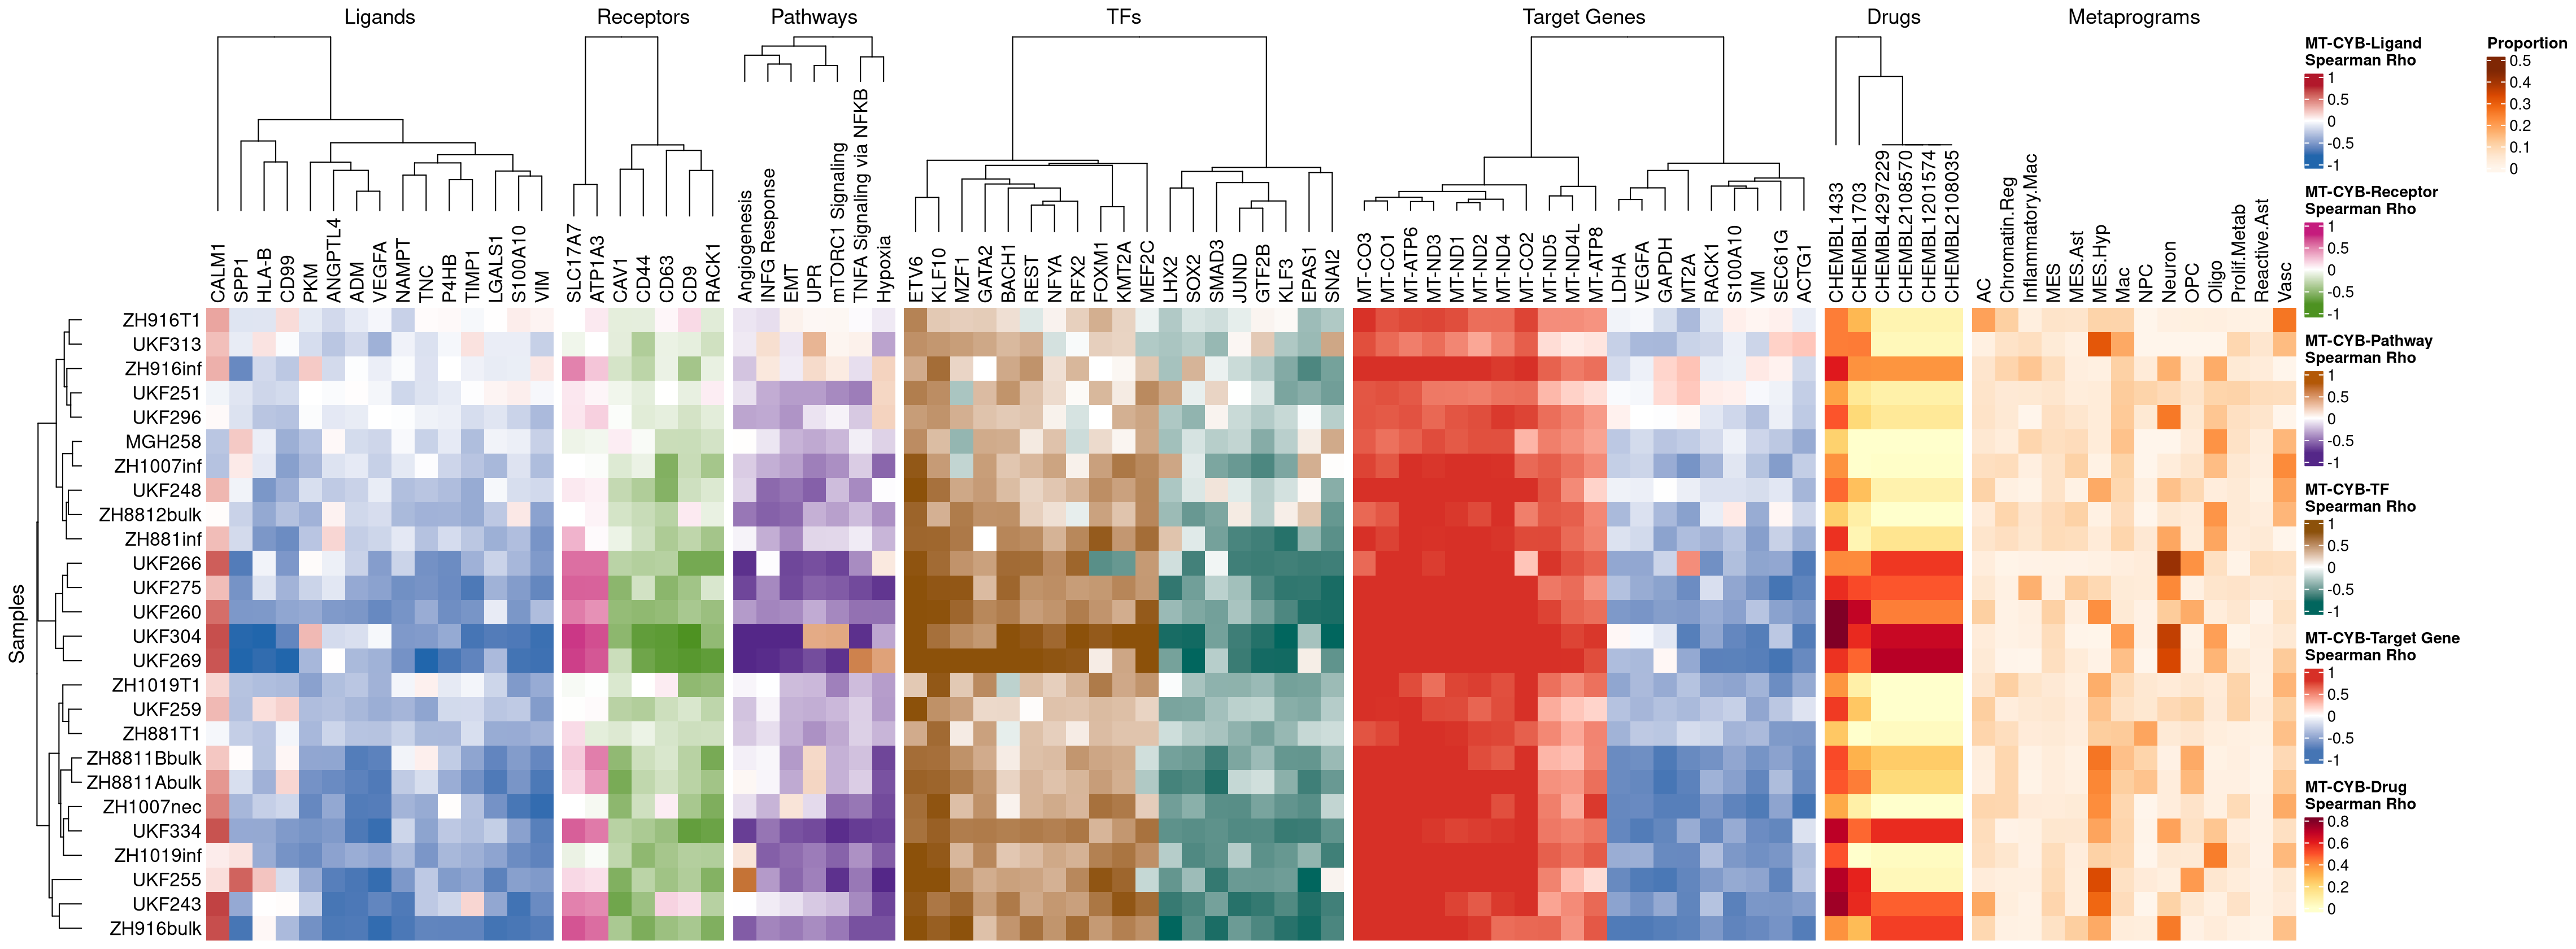 Ligands
Receptors
Pathways
TFs
Target Genes
Drugs
Metaprograms
CALM1
SPP1
HLA-B
CD99
PKM
ANGPTL4
ADM
VEGFA
NAMPT
TNC
P4HB
TIMP1
LGALS1
S100A10
VIM
SLC17A7
ATP1A3
CAV1
CD44
CD63
CD9
RACK1
Angiogenesis
INFG Response
EMT
UPR
mTORC1 Signaling
TNFA Signaling via NFKB
Hypoxia
ETV6
KLF10
MZF1
GATA2
BACH1
REST
NFYA
RFX2
FOXM1
KMT2A
MEF2C
LHX2
SOX2
SMAD3
JUND
GTF2B
KLF3
EPAS1
SNAI2
MT-CO3
MT-CO1
MT-ATP6
MT-ND3
MT-ND1
MT-ND2
MT-ND4
MT-CO2
MT-ND5
MT-ND4L
MT-ATP8
LDHA
VEGFA
GAPDH
MT2A
RACK1
S100A10
VIM
SEC61G
ACTG1
CHEMBL1433
CHEMBL1703
CHEMBL4297229
CHEMBL2108570
CHEMBL1201574
CHEMBL2108035
AC
Chromatin.Reg
Inflammatory.Mac
MES
MES.Ast
MES.Hyp
Mac
NPC
Neuron
OPC
Oligo
Prolif.Metab
Reactive.Ast
Vasc
Samples
ZH916T1
UKF313
ZH916inf
UKF251
UKF296
MGH258
ZH1007inf
UKF248
ZH8812bulk
ZH881inf
UKF266
UKF275
UKF260
UKF304
UKF269
ZH1019T1
UKF259
ZH881T1
ZH8811Bbulk
ZH8811Abulk
ZH1007nec
UKF334
ZH1019inf
UKF255
UKF243
ZH916bulk
MT-CYB-Ligand
Spearman Rho
1
0.5
0
-0.5
-1
MT-CYB-Receptor
Spearman Rho
1
0.5
0
-0.5
-1
MT-CYB-Pathway
Spearman Rho
1
0.5
0
-0.5
-1
MT-CYB-TF
Spearman Rho
1
0.5
0
-0.5
-1
MT-CYB-Target Gene
Spearman Rho
1
0.5
0
-0.5
-1
MT-CYB-Drug
Spearman Rho
0.8
0.6
0.4
0.2
0
Proportion
0.5
0.4
0.3
0.2
0.1
0